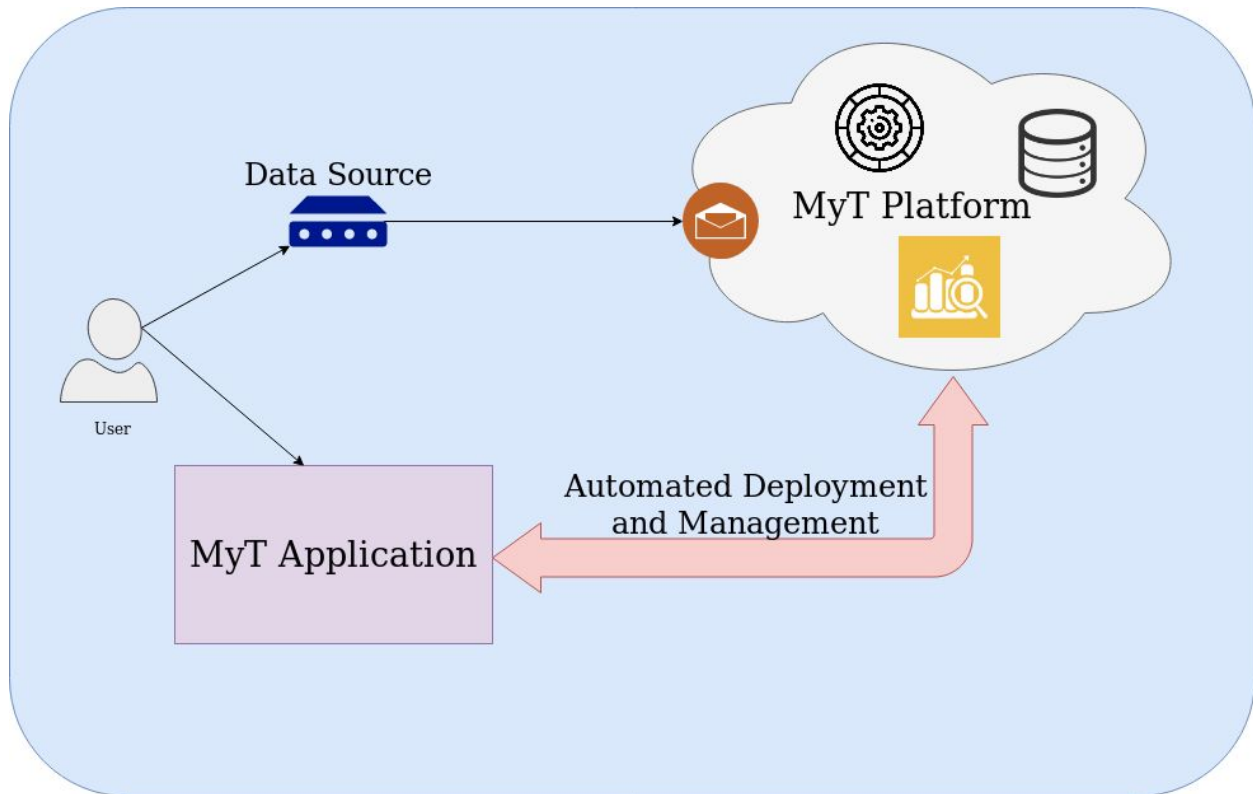 Data Source
MyT Platform
User
Automated Deployment
and Management
MyT Application